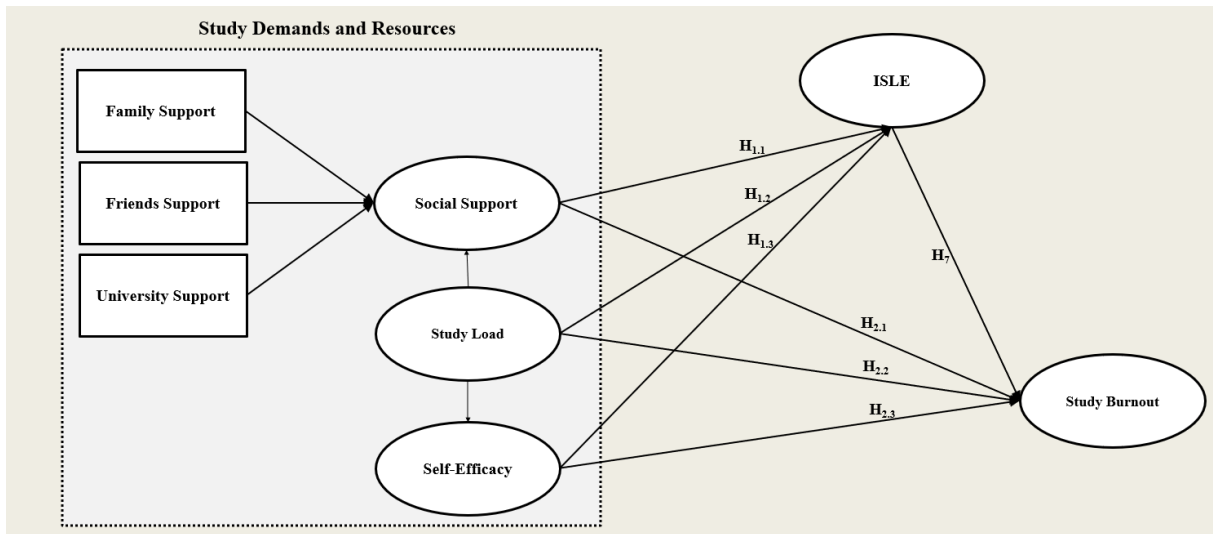 Study Demands and Resources
Family Support
Friends Support
University Support
Social Support
Study Load
Self-Efficacy
ISLE
Study Burnout
H1.1
H1.2
H1.3
H7
H2.1
H2.2
H2.3